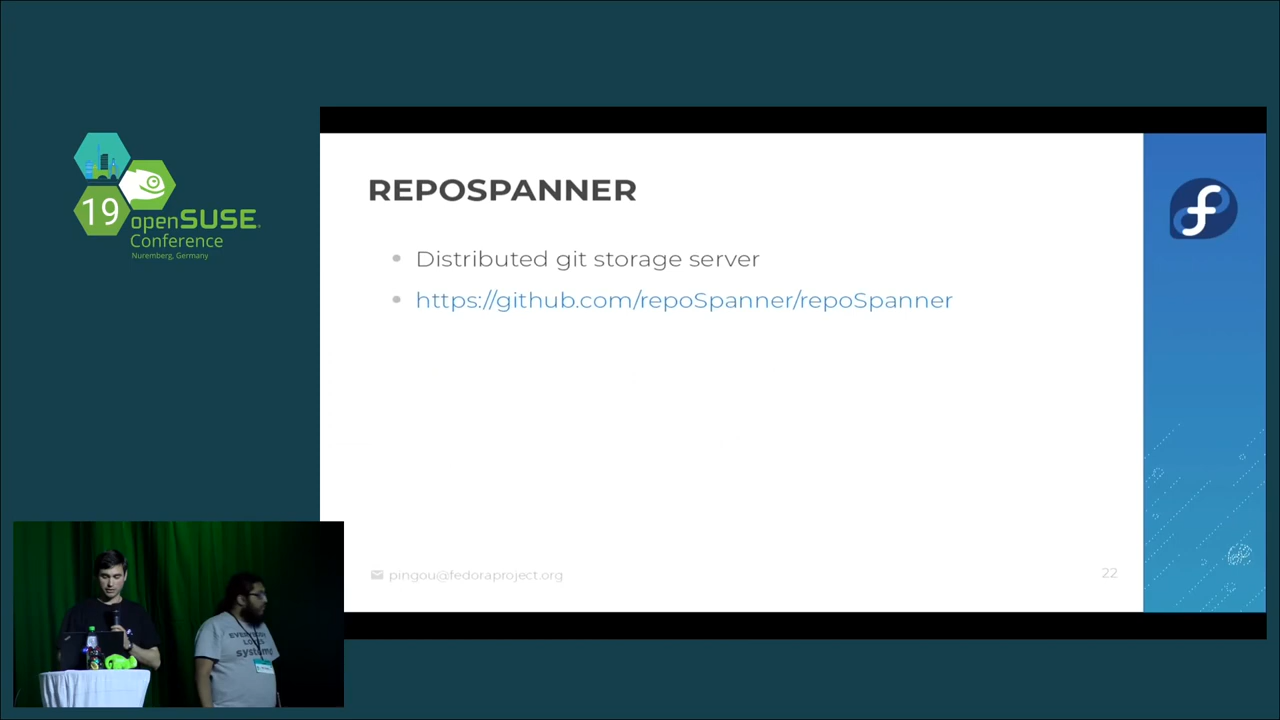 19
openSUSE
Conference
Nuremberg, Germany
REPOSPANNER
Distributed git storage server
https://github.com/repoSpanner/repoSpanner
pingou@fedoraproject.org
22
systemd